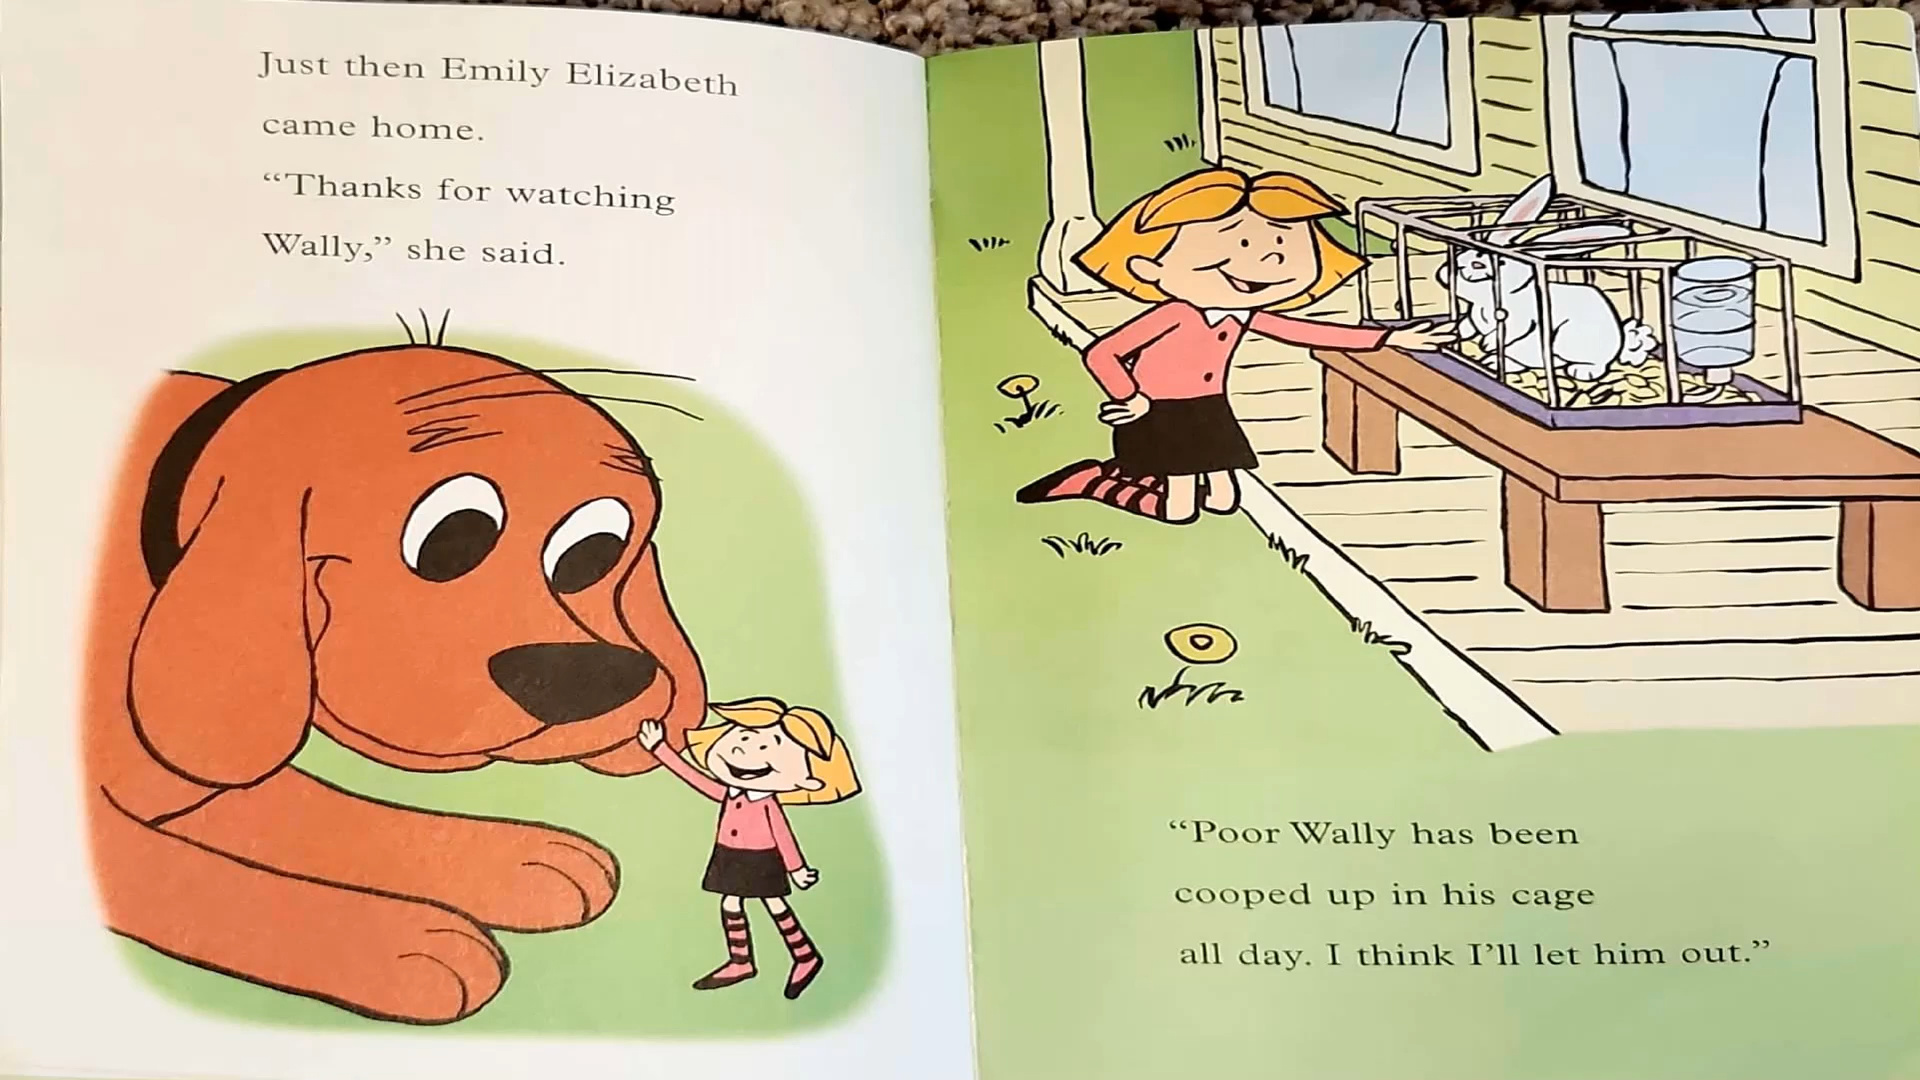 Just then Emily Elizabeth
came home.
“Thanks for watching
Wally,” she said.
“Poor Wally has been
cooped up in his cage
all day. I think I’ll let him out.”